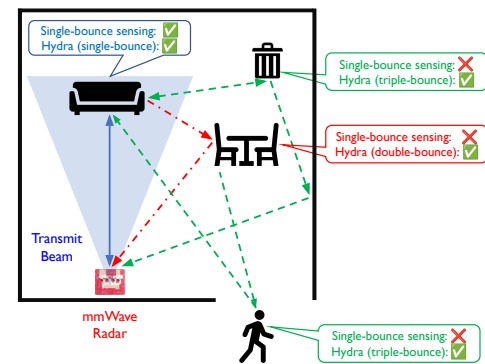 Single-bounce sensing: ✅
Hydra (single-bounce): ✅
Single-bounce sensing: ❌
Hydra (triple-bounce): ✅
Single-bounce sensing: ❌
Hydra (double-bounce): ✅
Transmit
Beam
mmWave
Radar
Single-bounce sensing: ❌
Hydra (triple-bounce): ✅